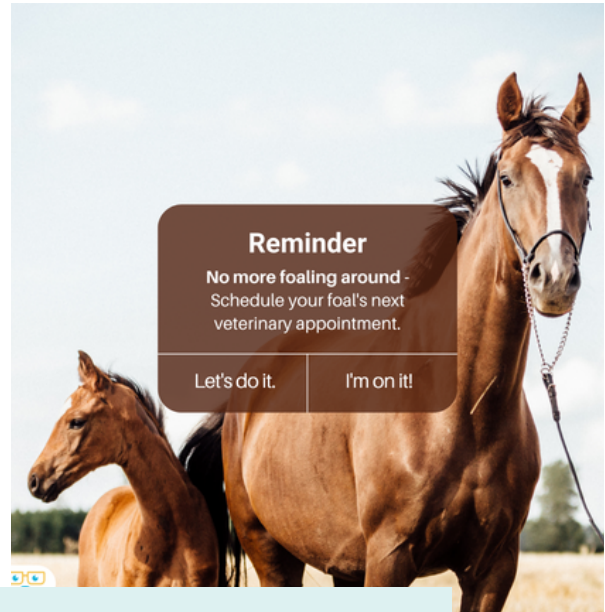 Reminder
No more foaling around -
Schedule your foal's next
veterinary appointment.
Let's do it.
I'm on it!